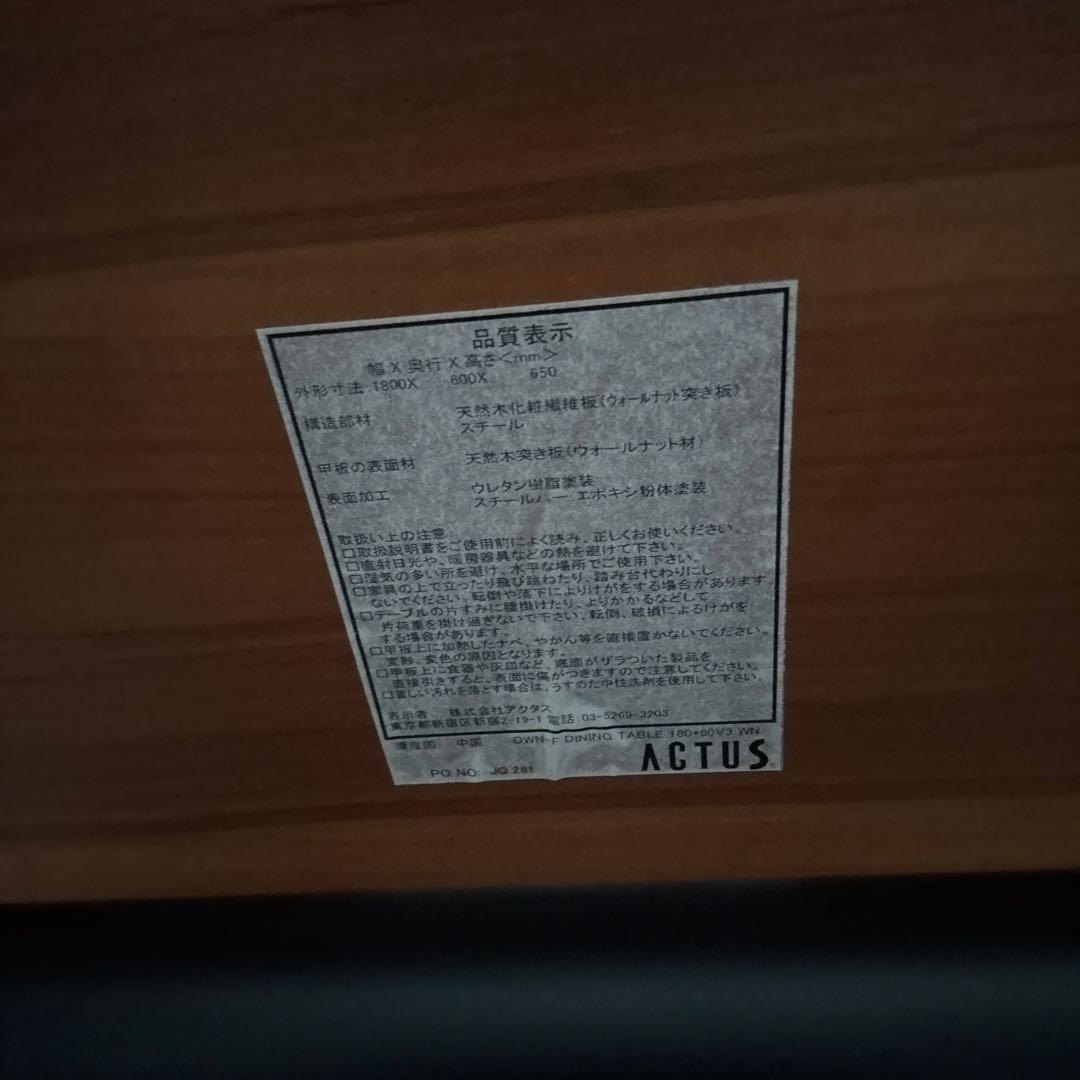 品質表示
幅 X 奥行 X 高さ<mm>
外形寸法:1800X 600X 650
構造部材 天然木化粧繊維板(ウォールナット突き板)
スチール
甲板の表面材 天然木突き板(ウォールナット材)
表面加工 ウレタン樹脂塗装
スチールバー エポキシ粉体塗装
取扱い上の注意
□取扱説明書をご使用前によく読み、正しくお使いください。
□直射日光や、暖房器具などの熱を避けて下さい。
□湿気の多い所を避け、水平な場所でご使用下さい。
□家具の上で立ったり飛び跳ねたり、踏み台代わりにし
ないでください、転倒や落下によりけがをする場合があります。
□テーブルの片すみに腰掛けたり、よりかかるなどして
片荷重を掛け過ぎないで下さい、転倒、破損によるけがを
する場合があります。
□甲板上に加熱したナベ、やかん等を直接置かないでください。
変形、変色の原因となります。
□甲板上に食器や灰皿など、底面がザラついた製品を
直接引きすると、表面に傷がつきますので注意してください。
□著しい汚れを落とす場合は、うすめた中性洗剤を使用して下さい。
表示者 株式会社アクタス
東京都新宿区新宿2-19-1 電話:03-5269-3203
原産国 中国 OWN-F DINING TABLE 180*60V3 WN
PO NO: JQ 281 ACTUS